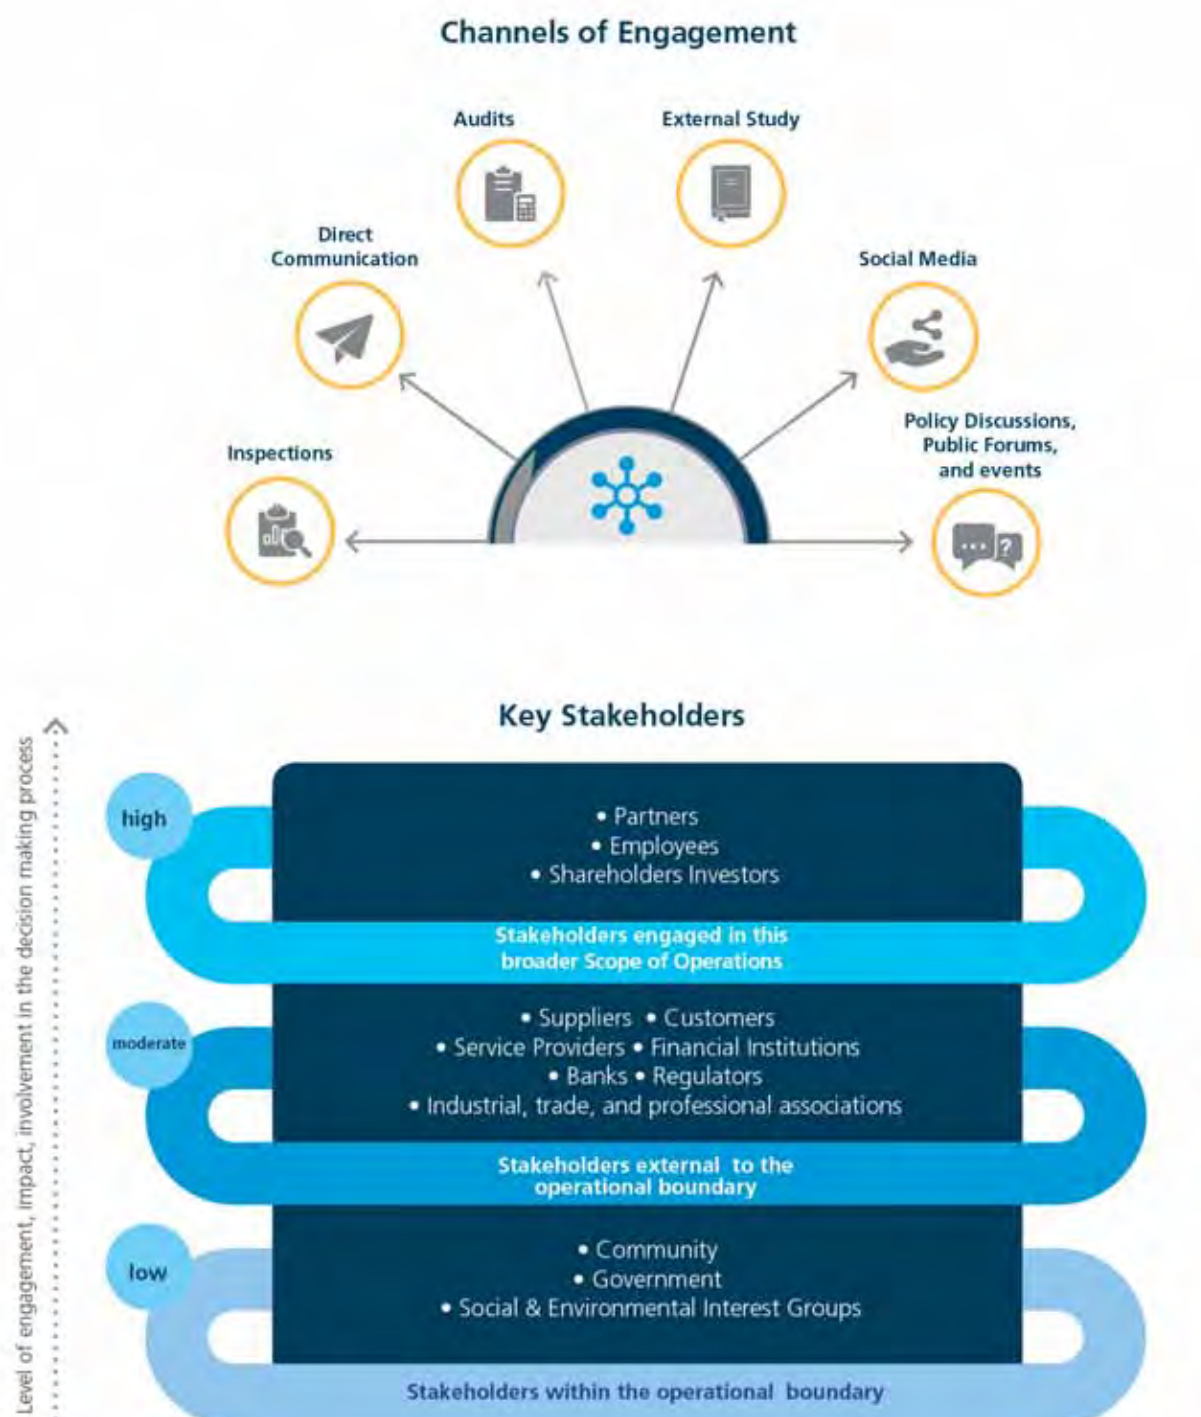 Channels of Engagement
Audits
External Study
Direct
Communication
Social Media
Inspections
Policy Discussions,
Public Forums,
and events
?
Key Stakeholders
Level of engagement, impact, involvement in the decision making process
high
• Partners
• Employees
• Shareholders Investors
Stakeholders engaged in this
broader Scope of Operations
moderate
• Suppliers • Customers
• Service Providers • Financial Institutions
• Banks • Regulators
• Industrial, trade, and professional associations
Stakeholders external to the
operational boundary
low
• Community
• Government
• Social & Environmental Interest Groups
Stakeholders within the operational boundary